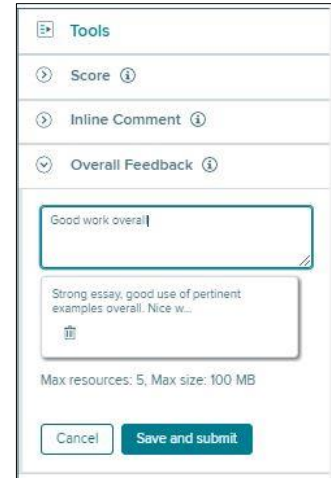 Tools
Score
Inline Comment
Overall Feedback
Good work overall
Strong essay, good use of pertinent
examples overall. Nice w...
Max resources: 5, Max size: 100 MB
Cancel Save and submit